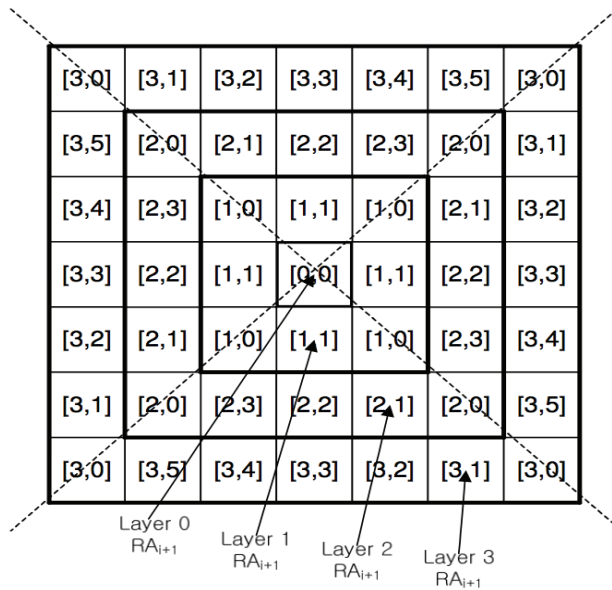 [3,0] [3,1] [3,2] [3,3] [3,4] [3,5] [3,0]
[3,5] [2,0] [2,1] [2,2] [2,3] [2,0] [3,1]
[3,4] [2,3] [1,0] [1,1] [1,0] [2,1] [3,2]
[3,3] [2,2] [1,1] [0,0] [1,1] [2,2] [3,3]
[3,2] [2,1] [1,0] [1,1] [1,0] [2,3] [3,4]
[3,1] [2,0] [2,3] [2,2] [2,1] [2,0] [3,5]
[3,0] [3,5] [3,4] [3,3] [3,2] [3,1] [3,0]
Layer 0
RAi+1
Layer 1
RAi+1
Layer 2
RAi+1
Layer 3
RAi+1